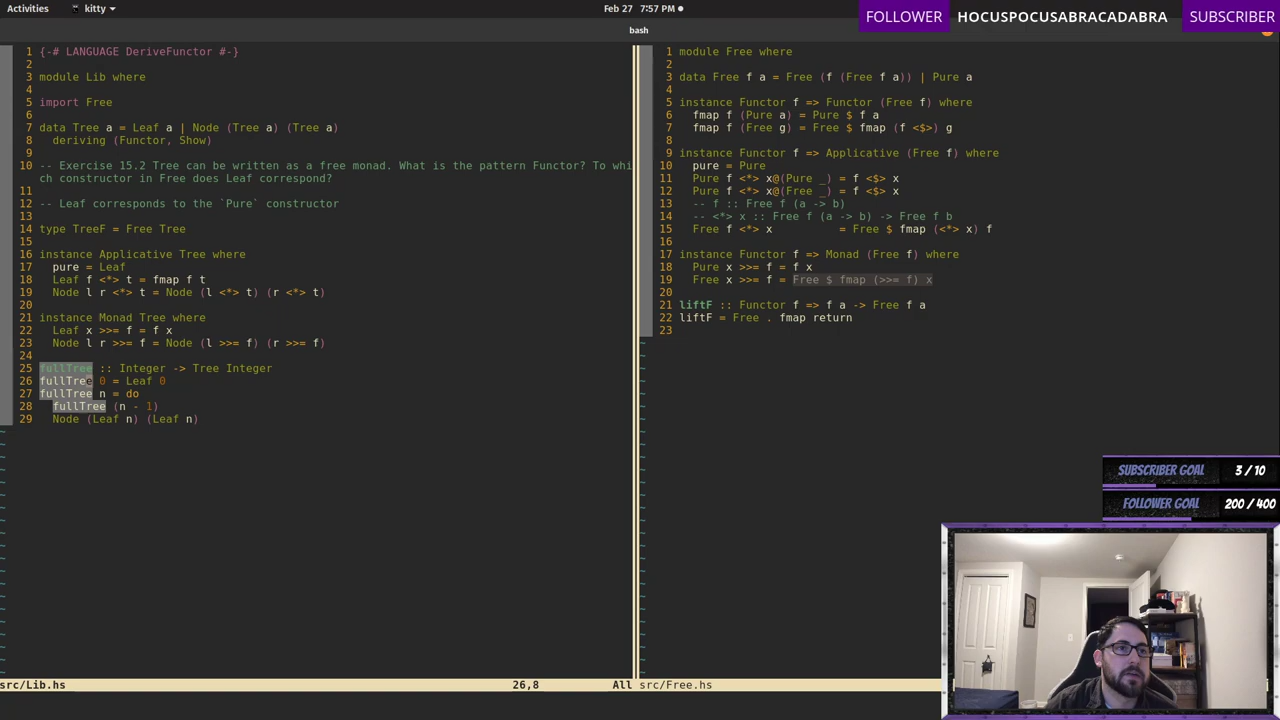 Activities
kitty
Feb 27 7:57 PM
FOLLOWER
HOCUSPOCUSABRACADABRA
SUBSCRIBER
bash
1 {-# LANGUAGE DeriveFunctor #-}
2
3 module Lib where
4
5 import Free
6
7 data Tree a = Leaf a | Node (Tree a) (Tree a)
8   deriving (Functor, Show)
9
10 -- Exercise 15.2 Tree can be written as a free monad. What is the pattern Functor? To whi
ch constructor in Free does Leaf correspond?
11
12 -- Leaf corresponds to the `Pure` constructor
13
14 type TreeF = Free Tree
15
16 instance Applicative Tree where
17   pure = Leaf
18   Leaf f <*> t = fmap f t
19   Node l r <*> t = Node (l <*> t) (r <*> t)
20
21 instance Monad Tree where
22   Leaf x >>= f = f x
23   Node l r >>= f = Node (l >>= f) (r >>= f)
24
25 fullTree :: Integer -> Tree Integer
26 fullTree 0 = Leaf 0
27 fullTree n = do
28   fullTree (n - 1)
29   Node (Leaf n) (Leaf n)
src/Lib.hs 26,8 All
1 module Free where
2
3 data Free f a = Free (f (Free f a)) | Pure a
4
5 instance Functor f => Functor (Free f) where
6   fmap f (Pure a) = Pure $ f a
7   fmap f (Free g) = Free $ fmap (f <$>) g
8
9 instance Functor f => Applicative (Free f) where
10   pure = Pure
11   Pure f <*> x@(Pure _) = f <$> x
12   Pure f <*> x@(Free _) = f <$> x
13   -- f :: Free f (a -> b)
14   -- <*> x :: Free f (a -> b) -> Free f b
15   Free f <*> x          = Free $ fmap (<*> x) f
16
17 instance Functor f => Monad (Free f) where
18   Pure x >>= f = f x
19   Free x >>= f = Free $ fmap (>>= f) x
20
21 liftF :: Functor f => f a -> Free f a
22 liftF = Free . fmap return
23
src/Free.hs
SUBSCRIBER GOAL 3 / 10
FOLLOWER GOAL 200 / 400